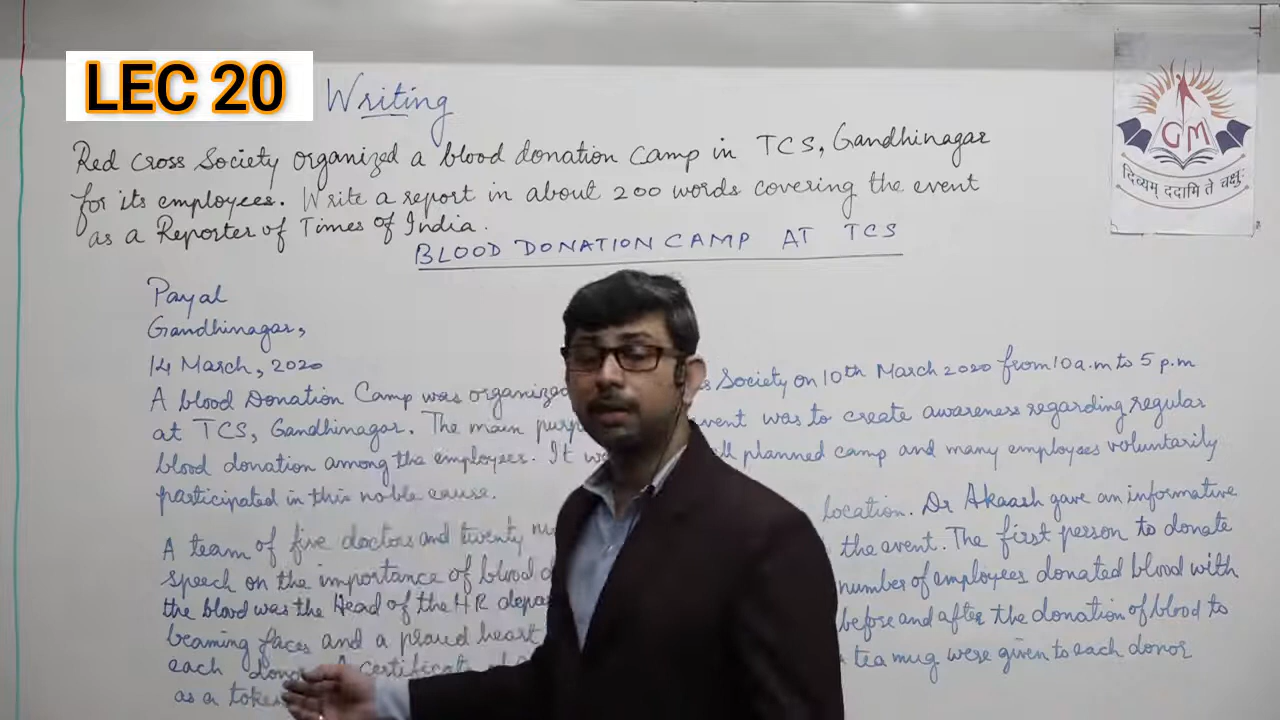 LEC 20
Writing
GM
दिव्यम् ददामि ते चक्षुः
Red Cross Society organized a blood donation camp in TCS, Gandhinagar
for its employees. Write a report in about 200 words covering the event
as a Reporter of Times of India.
BLOOD DONATION CAMP AT TCS
Payal
Gandhinagar,
14 March, 2020
A blood Donation Camp was organized Society on 10th March 2020 from 10 a.m to 5 p.m
at TCS, Gandhinagar. The main event was to create awareness regarding regular
blood donation among the employees. It planned camp and many employees voluntarily
participated in this noble cause.
A team of five doctors and twenty location. Dr Akaash gave an informative
speech on the importance of blood the event. The first person to donate
the blood was the Head of the HR number of employees donated blood with
beaming faces and a proud heart before and after the donation of blood to
each A tea mug were given to each donor
as a